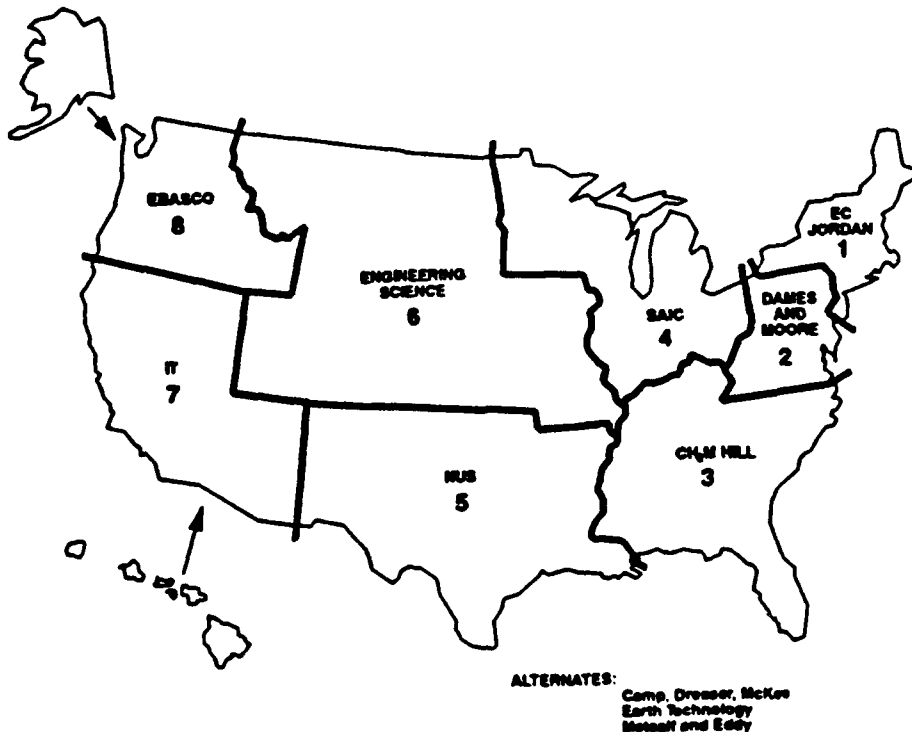 EBASCO
8
EC
JORDAN
1
ENGINEERING
SCIENCE
6
DAMES
AND
MOORE
2
SAIC
4
IT
7
CH₂M HILL
3
NUS
5
ALTERNATES:
Camp, Dresser, McKee
Earth Technology
Metcalf and Eddy